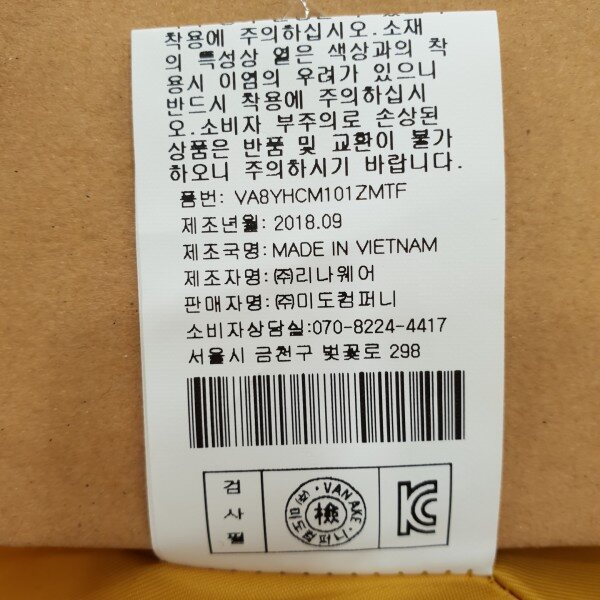 착용에 주의하십시오.소재
의 특성상 옅은 색상과의 착
용시 이염의 우려가 있으니
반드시 착용에 주의하십시
오.소비자 부주의로 손상된
상품은 반품 및 교환이 불가
하오니 주의하시기 바랍니다.
품번: VA8YHCM101ZMTF
제조년월: 2018.09
제조국명: MADE IN VIETNAM
제조자명: ㈜리나웨어
판매자명: ㈜미도컴퍼니
소비자상담실:070-8224-4417
서울시 금천구 벚꽃로 298
검사필
VAN AKE
㈜미도컴퍼니
檢
KC